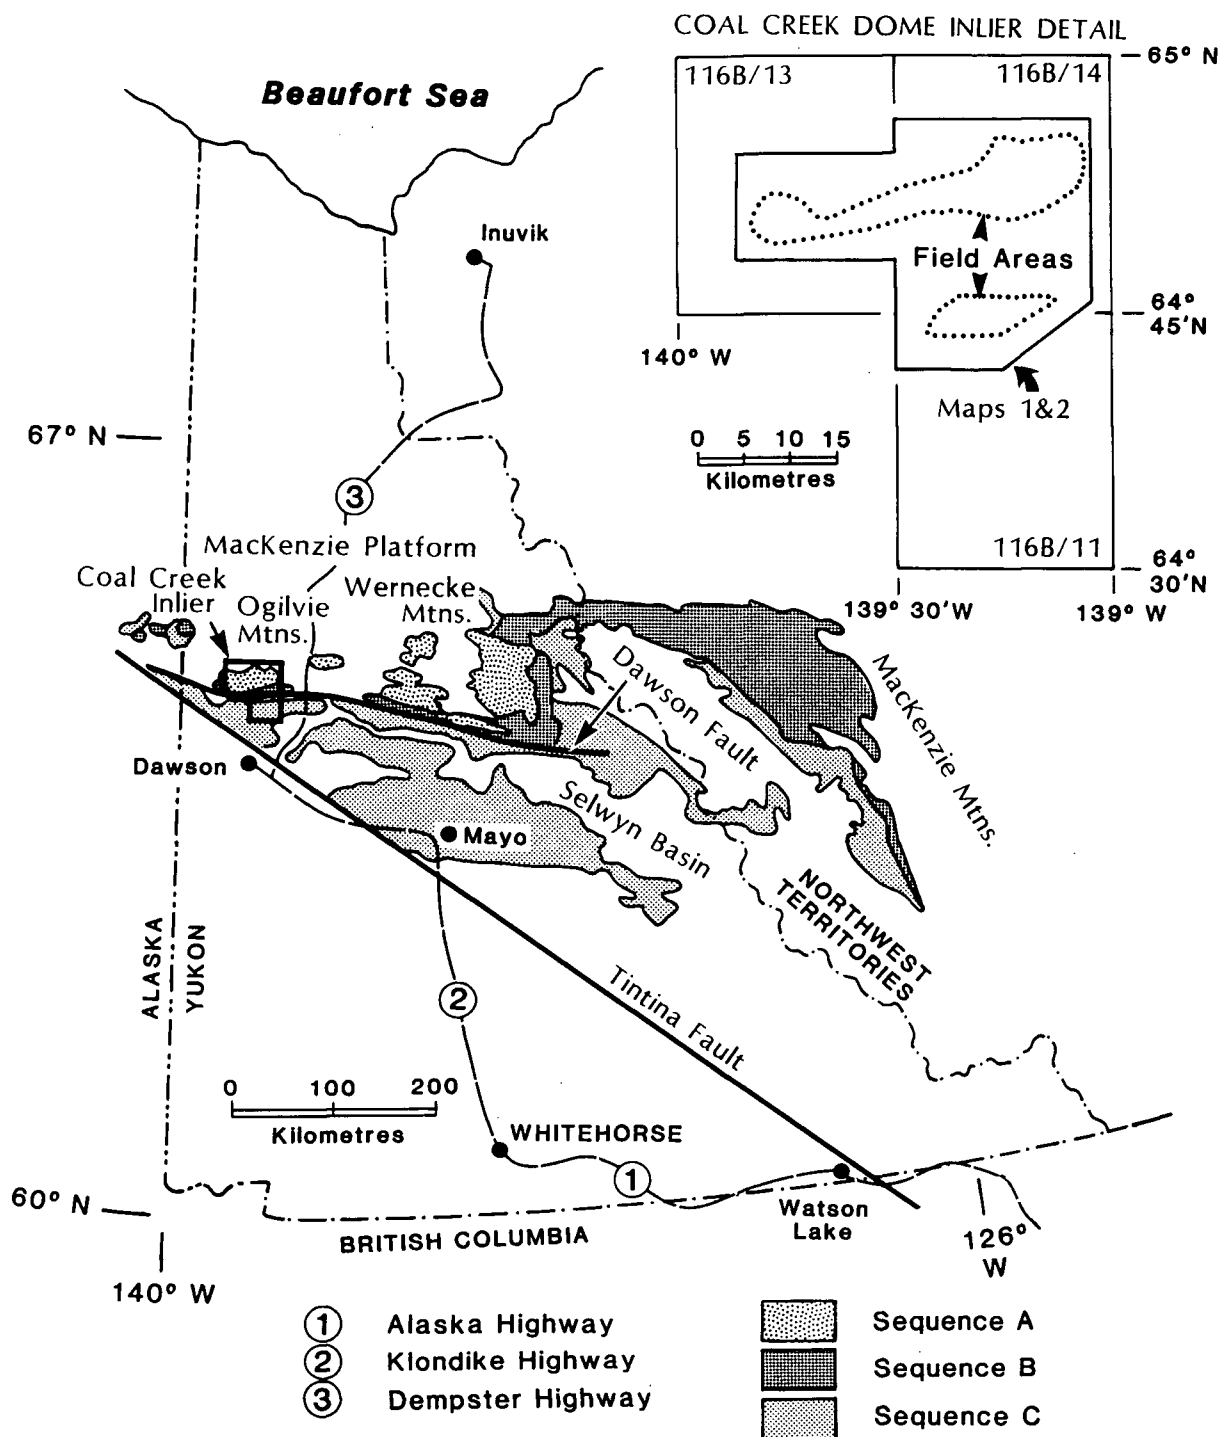 COAL CREEK DOME INLIER DETAIL
116B/13
116B/14
65° N
Beaufort Sea
Inuvik
Field Areas
64°
45'N
140° W
Maps 1&2
0 5 10 15
Kilometres
67° N
3
116B/11
64°
30'N
139° 30'W
139° W
MacKenzie Platform
Coal Creek
Inlier
Ogilvie
Mtns.
Wernecke
Mtns.
Dawson Fault
MacKenzie Mtns.
Dawson
Selwyn Basin
Mayo
NORTHWEST
TERRITORIES
ALASKA
YUKON
2
Tintina Fault
0 100 200
Kilometres
WHITEHORSE
1
60° N
Watson
Lake
BRITISH COLUMBIA
126°
W
140° W
1 Alaska Highway
2 Klondike Highway
3 Dempster Highway
Sequence A
Sequence B
Sequence C